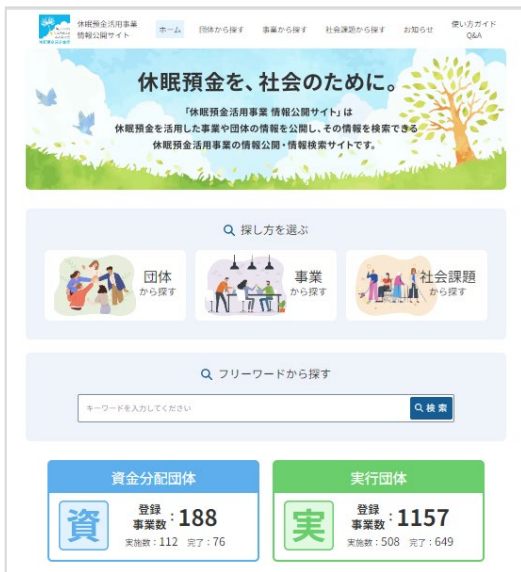 休眠預金活用事業
情報公開サイト
ホーム
団体から探す
事業から探す
社会課題から探す
お知らせ
使い方ガイド
Q&A
休眠預金を、社会のために。
「休眠預金活用事業 情報公開サイト」は
休眠預金を活用した事業や団体の情報を公開し、その情報を検索できる
休眠預金活用事業の情報公開・情報検索サイトです。
探し方を選ぶ
団体
から探す
事業
から探す
社会課題
から探す
フリーワードから探す
キーワードを入力してください
検索
資金分配団体
資
登録
事業数:188
実施数:112 完了:76
実行団体
実
登録
事業数:1157
実施数:508 完了:649